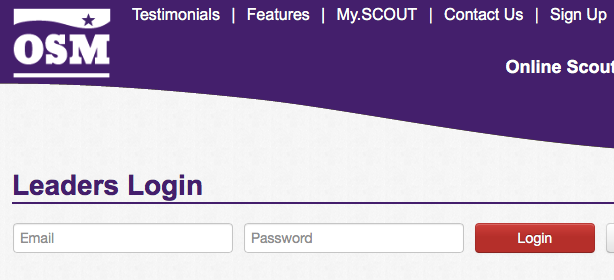 Testimonials | Features | My.SCOUT | Contact Us | Sign Up
OSM
Online Scout
Leaders Login
Email Password Login